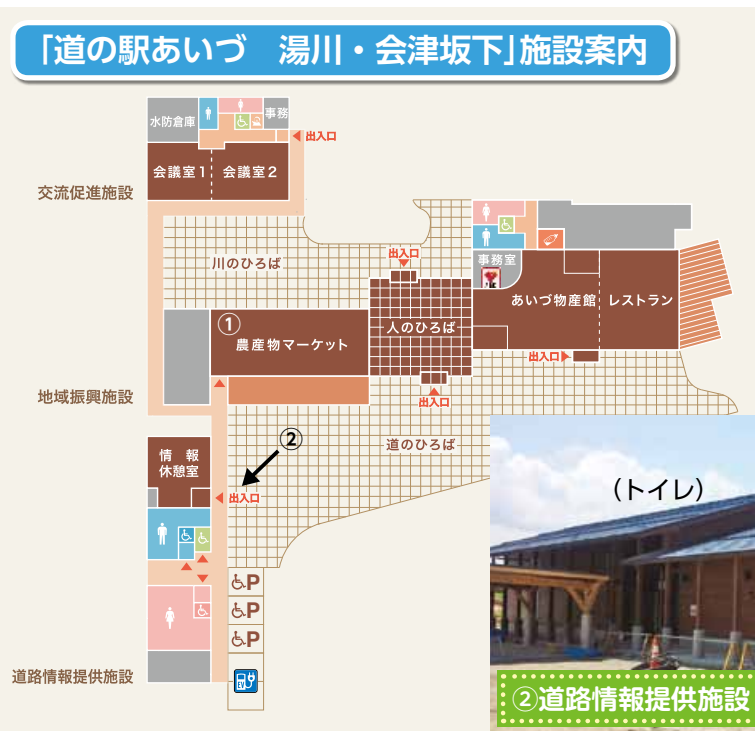 「道の駅あいづ　湯川・会津坂下」施設案内
水防倉庫
事務
出入口
会議室1
会議室2
交流促進施設
川のひろば
出入口
事務室
あいづ物産館
レストラン
①
農産物マーケット
人のひろば
出入口
地域振興施設
出入口
道のひろば
②
情報
休憩室
出入口
(トイレ)
P
P
P
EV
道路情報提供施設
②道路情報提供施設